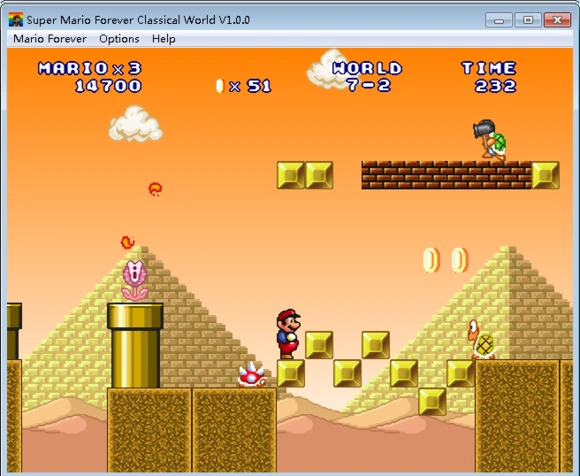 Super Mario Forever Classical World V1.0.0
Mario Forever Options Help
MARIO × 3 WORLD TIME
14700 × 51 7-2 232